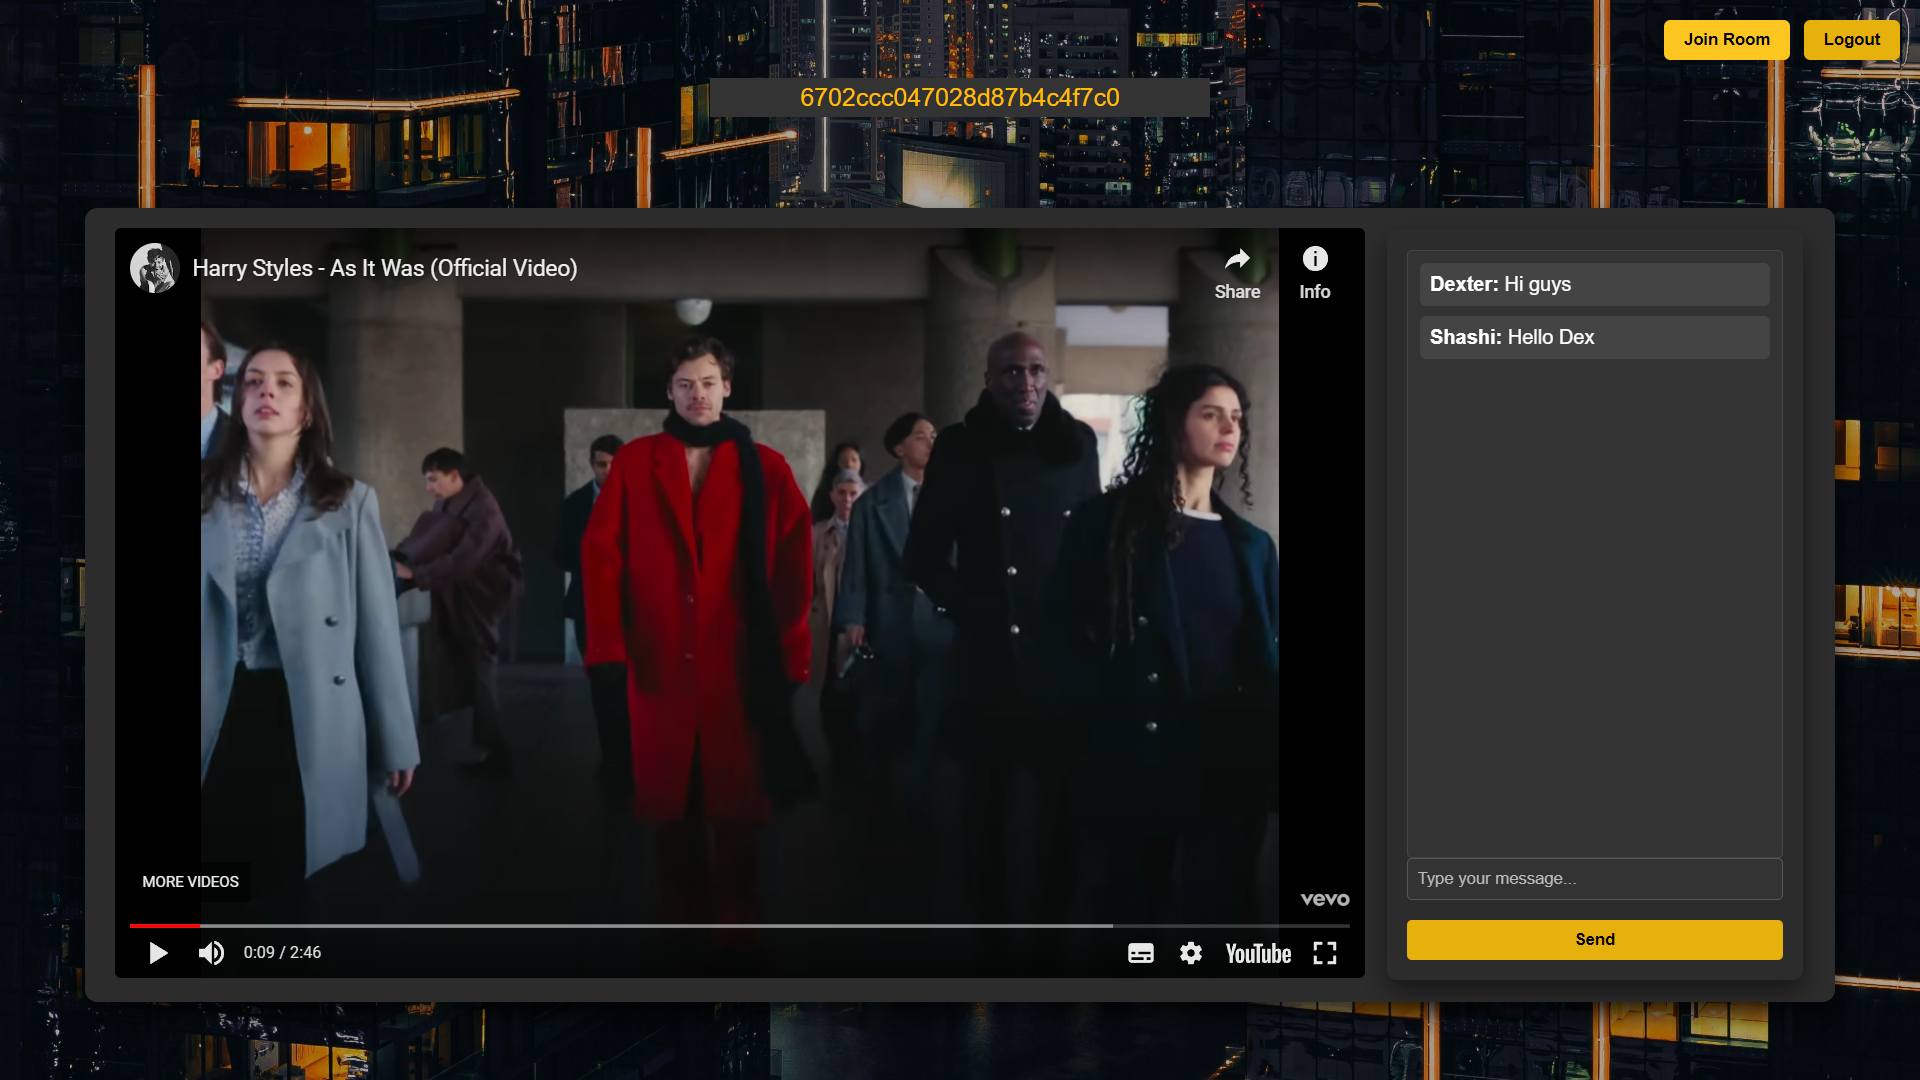 Join Room
Logout
6702ccc047028d87b4c4f7c0
Harry Styles - As It Was (Official Video)
Share
Info
Dexter: Hi guys
Shashi: Hello Dex
MORE VIDEOS
vevo
0:09 / 2:46
YouTube
Type your message...
Send